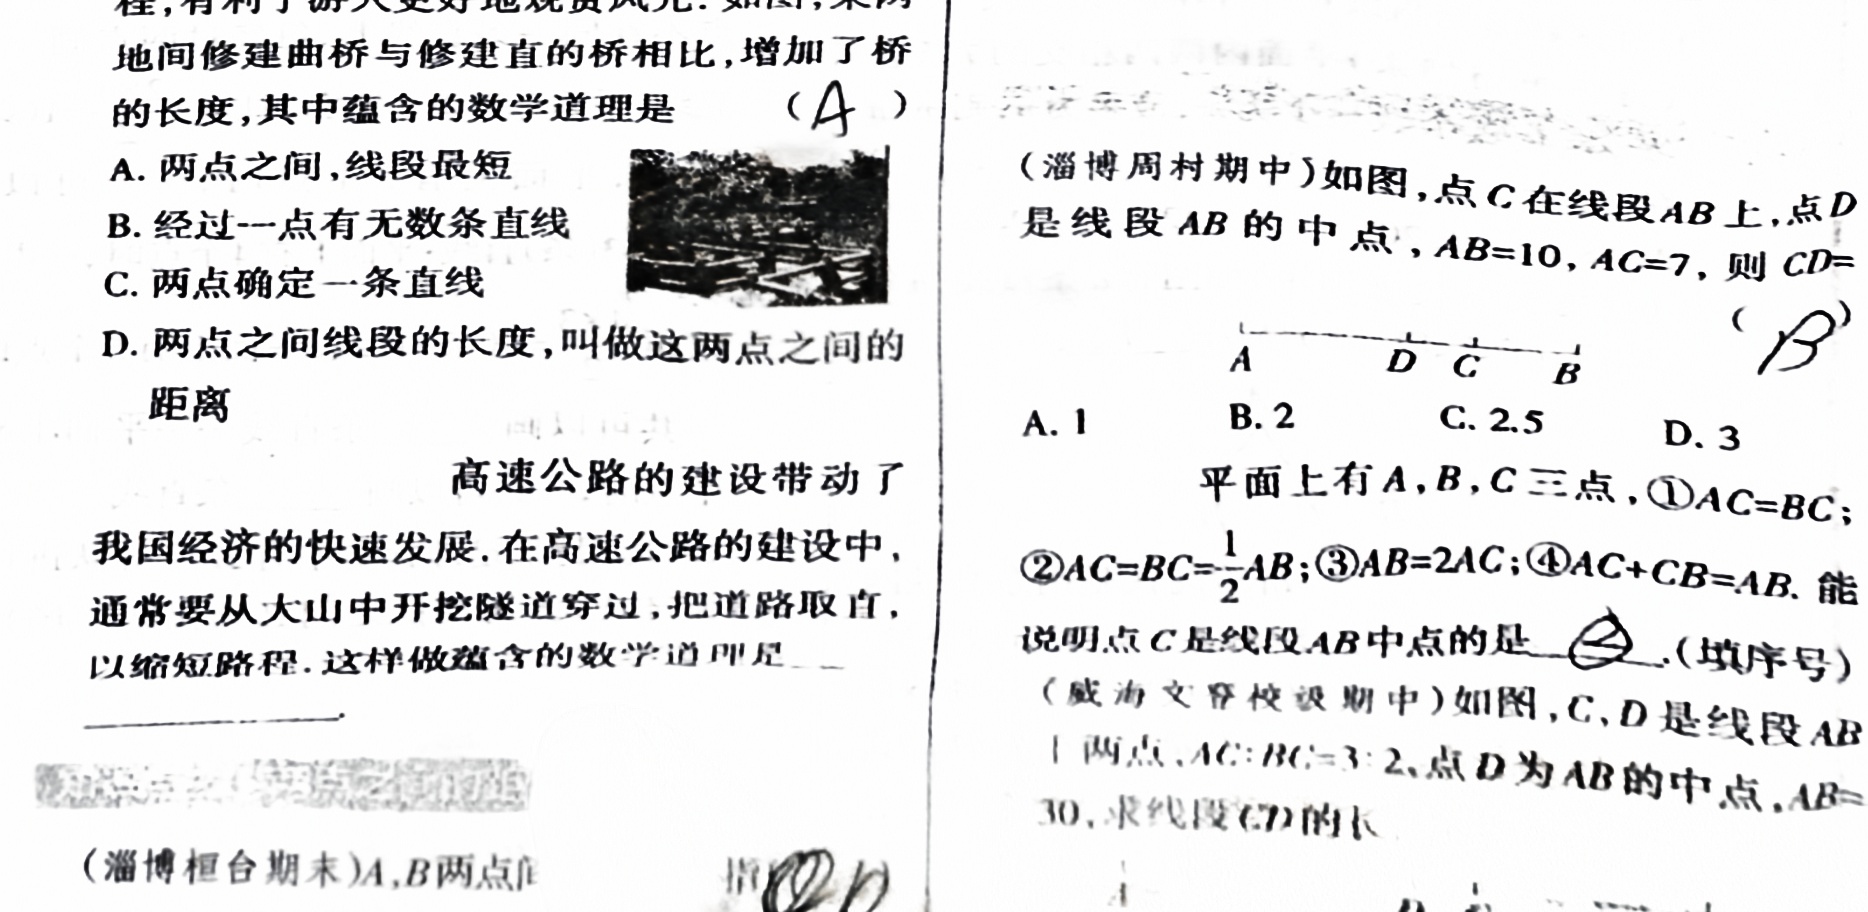 地间修建曲桥与修建直的桥相比,增加了桥
的长度,其中蕴含的数学道理是 (A)
A. 两点之间,线段最短
B. 经过一点有无数条直线
C. 两点确定一条直线
D. 两点之间线段的长度,叫做这两点之间的
距离
高速公路的建设带动了
我国经济的快速发展.在高速公路的建设中,
通常要从大山中开挖隧道穿过,把道路取直,
以缩短路程.这样做蕴含的数学道理是____
________.
(淄博桓台期末)A,B两点间
(淄博周村期中)如图,点C在线段AB上,点D
是线段AB的中点,AB=10,AC=7,则CD=
(B)
A D C B
A. 1 B. 2 C. 2.5 D. 3
平面上有A,B,C三点,①AC=BC;
②AC=BC=\frac{1}{2}AB;③AB=2AC;④AC+CB=AB.能
说明点C是线段AB中点的是②.(填序号)
(威海文登校级期中)如图,C,D是线段AB
上两点,AC:BC=3:2,点D为AB的中点,AB=
30,求线段CD的长